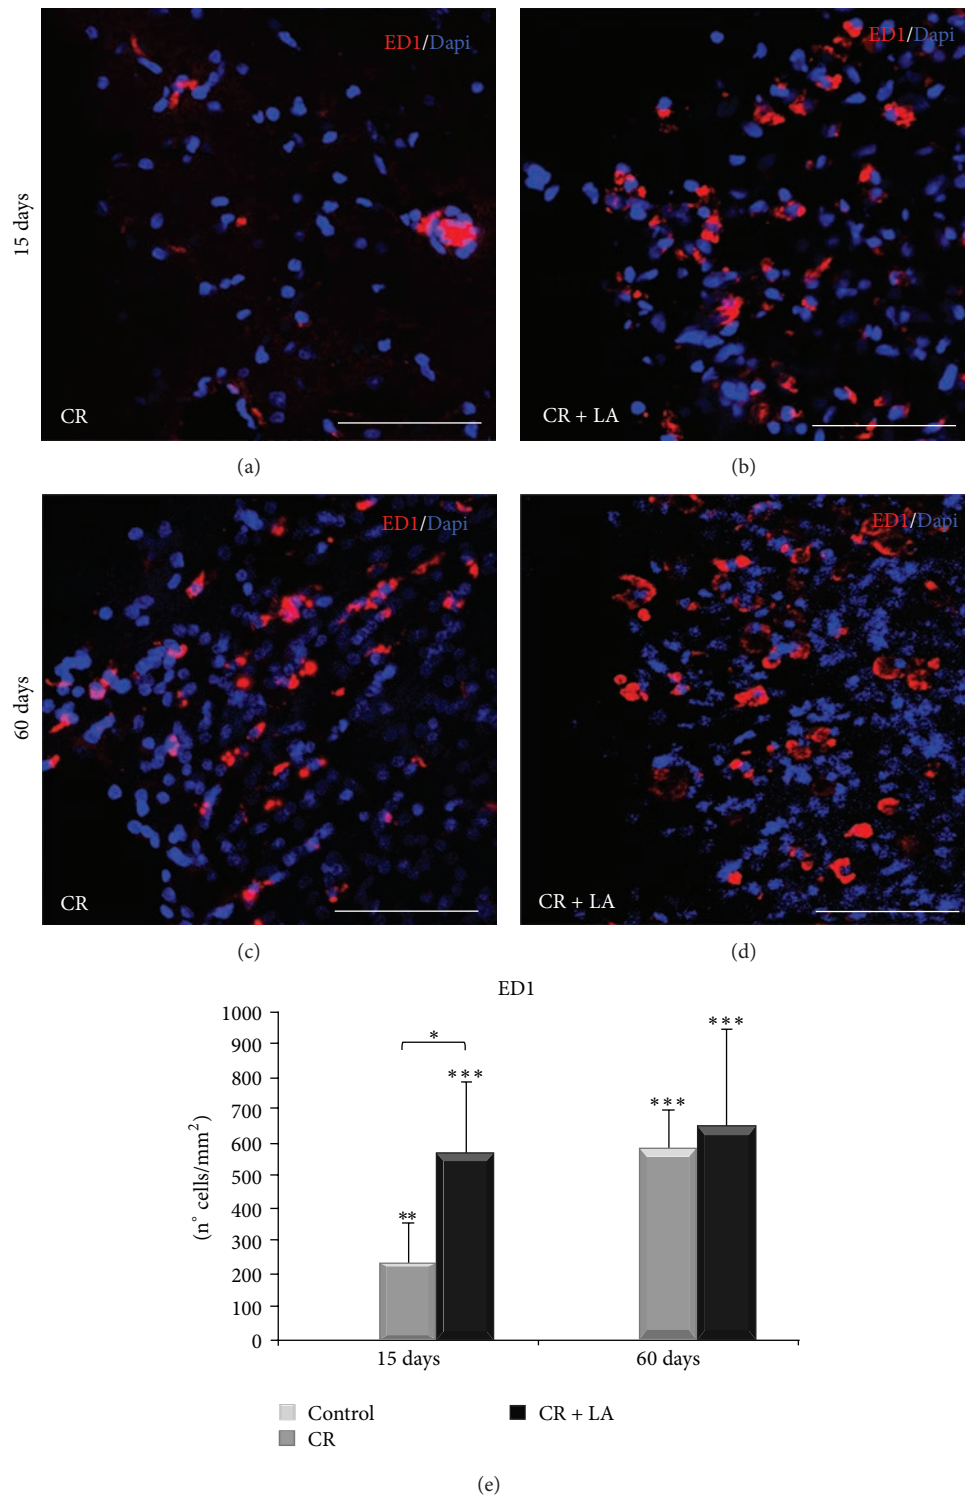 ED1/Dapi
ED1/Dapi
15 days
CR
CR + LA
(a)
(b)
ED1/Dapi
ED1/Dapi
60 days
CR
CR + LA
(c)
(d)
ED1
1000
900
800
700
600
500
400
300
200
100
0
(n° cells/mm²)
*
**
***
***
***
15 days
60 days
Control
CR
CR + LA
(e)